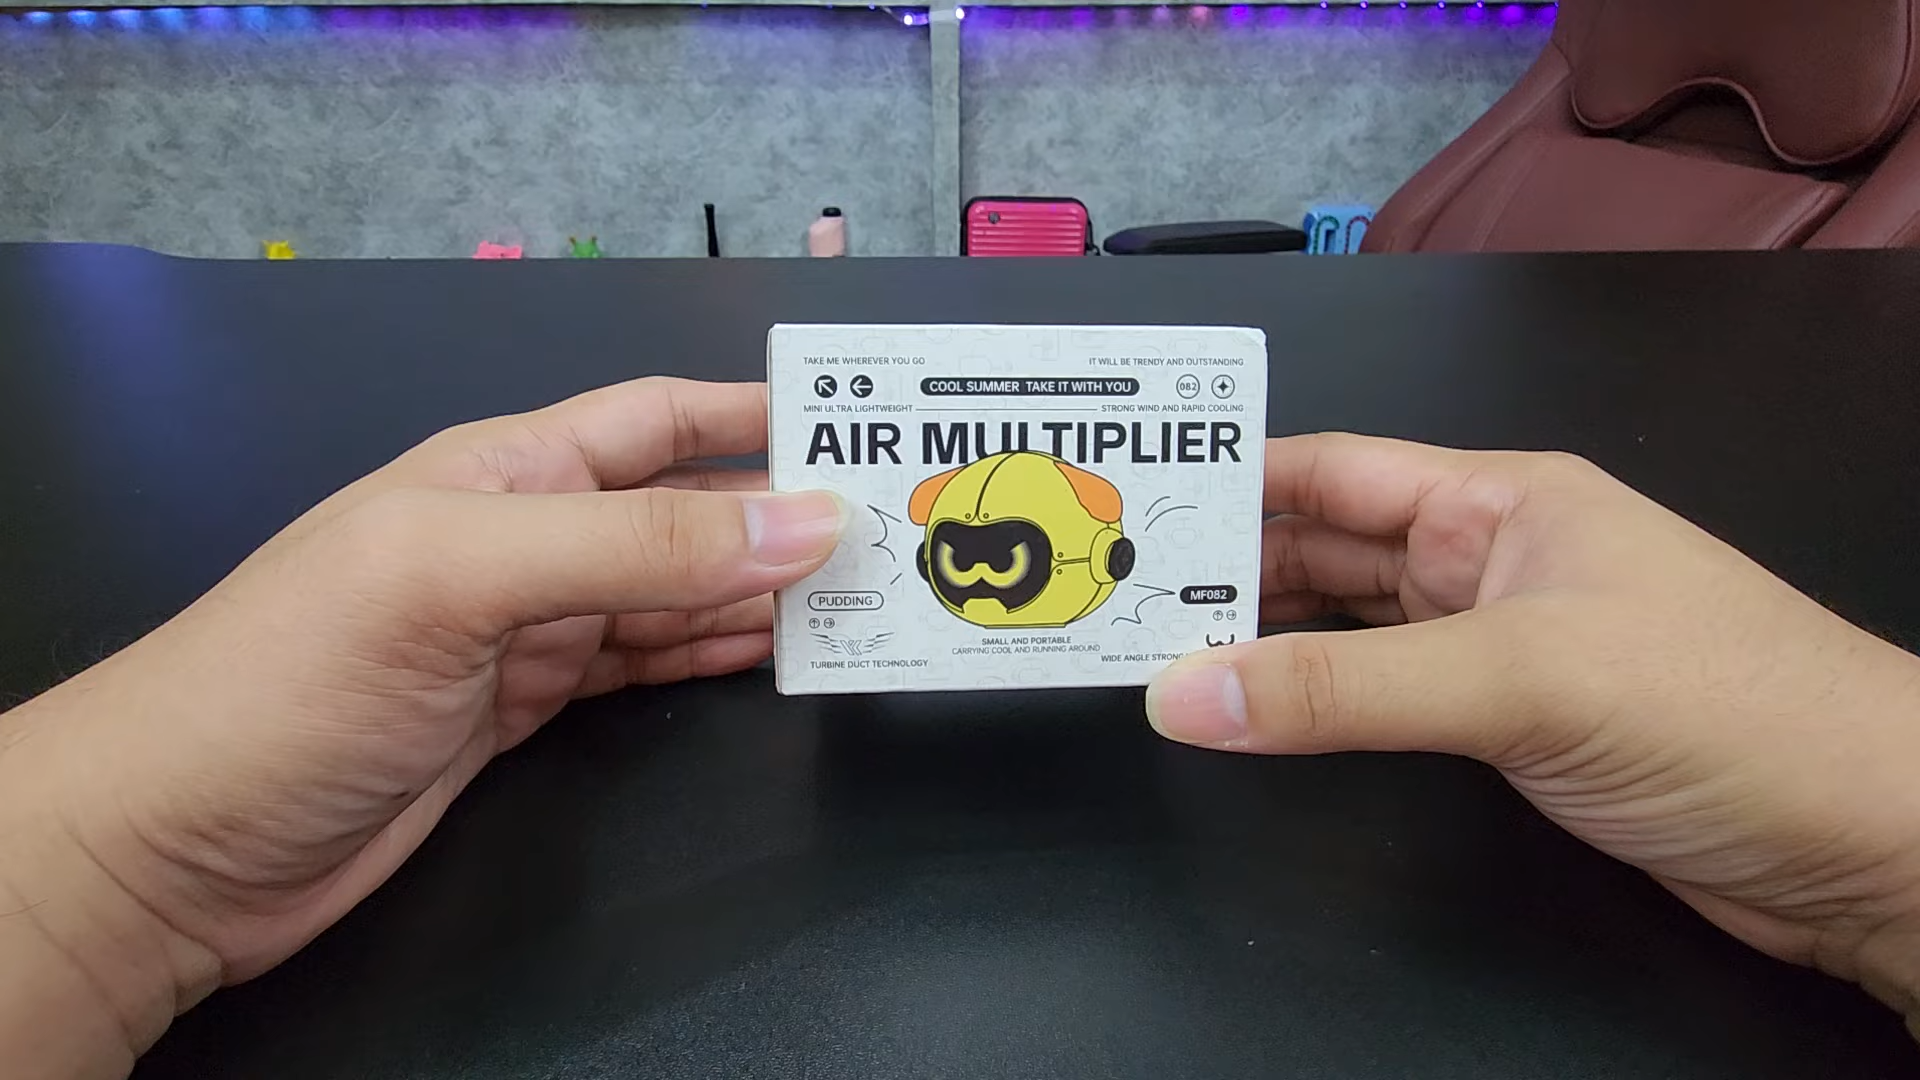 TAKE ME WHEREVER YOU GO
IT WILL BE TRENDY AND OUTSTANDING
COOL SUMMER TAKE IT WITH YOU
082
MINI ULTRA LIGHTWEIGHT
STRONG WIND AND RAPID COOLING
AIR MULTIPLIER
PUDDING
MF082
SMALL AND PORTABLE
CARRYING COOL AND RUNNING AROUND
TURBINE DUCT TECHNOLOGY
WIDE ANGLE STRONG